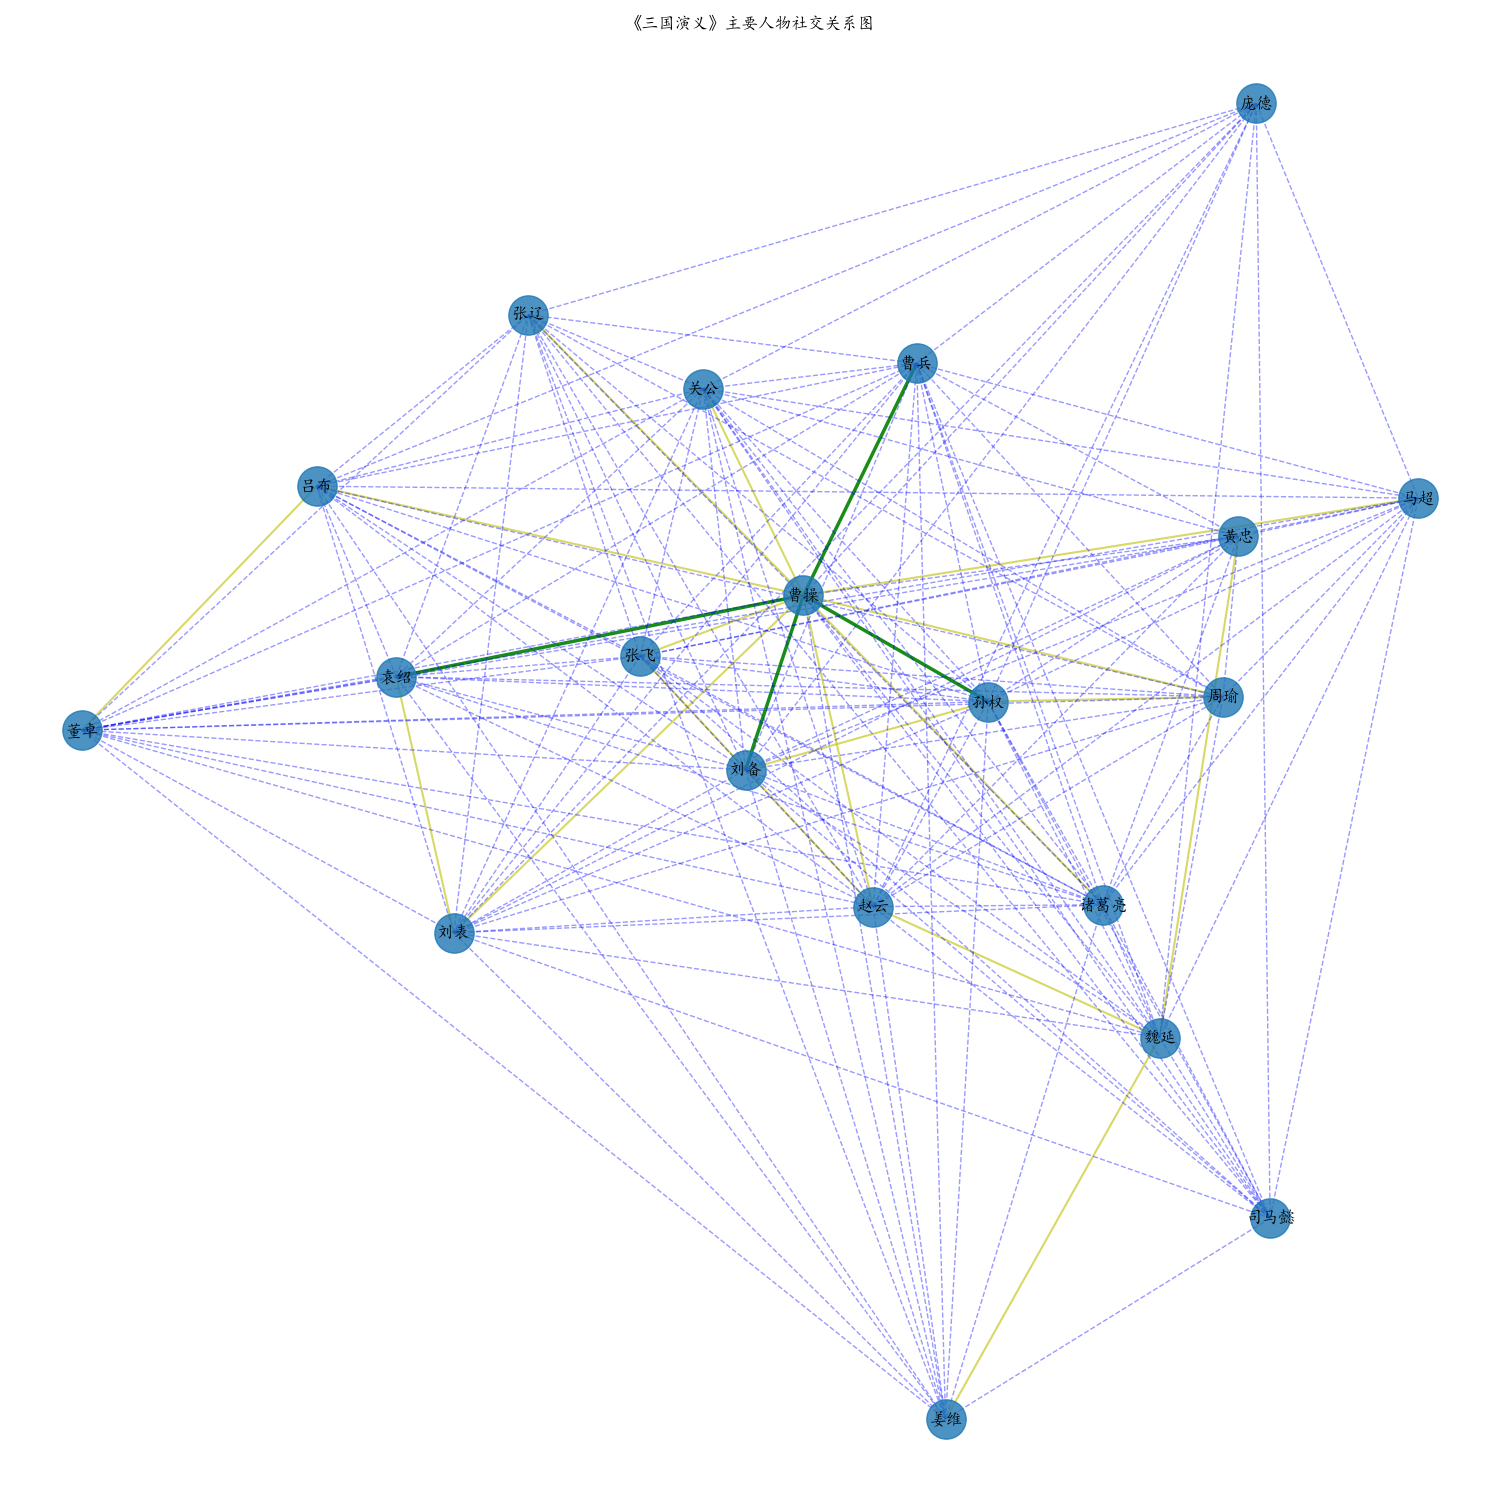 《三国演义》主要人物社交关系图
庞德
张辽
曹兵
关公
吕布
马超
黄忠
曹操
张飞
袁绍
周瑜
孙权
董卓
刘备
诸葛亮
赵云
刘表
魏延
司马懿
姜维